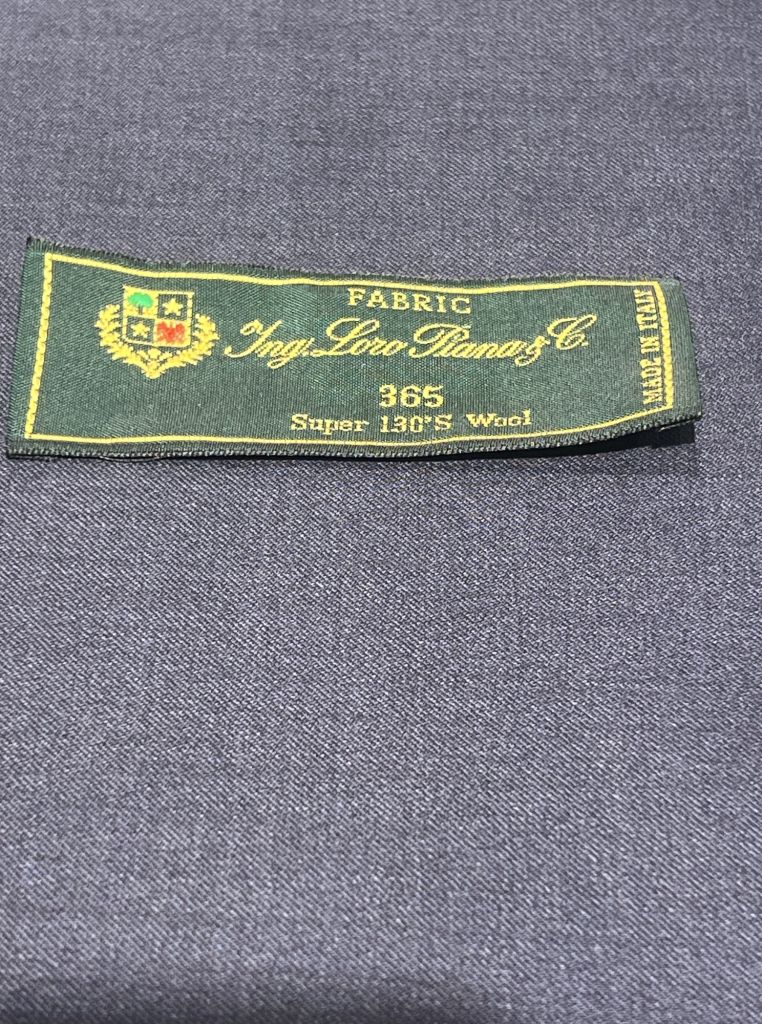 FABRIC
Ing. Loro Piana & C.
365
Super 130'S Wool
MADE IN ITALY